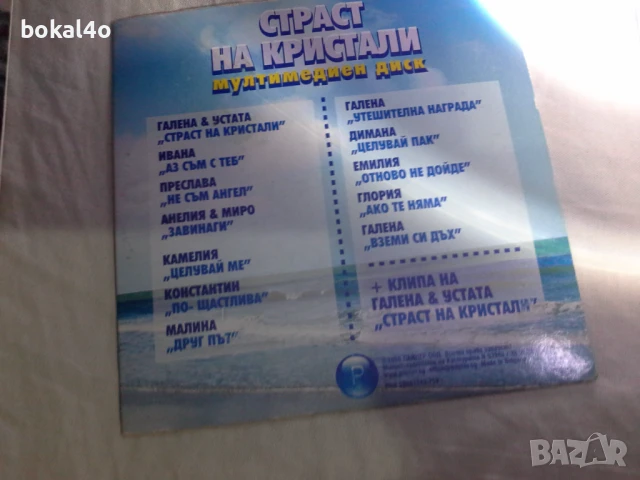 bokal4o
СТРАСТ
НА КРИСТАЛИ
МУЛТИМЕДИЕН ДИСК
ГАЛЕНА & УСТАТА
„СТРАСТ НА КРИСТАЛИ"
ИВАНА
„АЗ СЪМ С ТЕБ"
ПРЕСЛАВА
„НЕ СЪМ АНГЕЛ"
АНЕЛИЯ & МИРО
„ЗАВИНАГИ"
КАМЕЛИЯ
„ЦЕЛУВАЙ МЕ"
КОНСТАНТИН
„ПО- ЩАСТЛИВА"
МАЛИНА
„ДРУГ ПЪТ"
ГАЛЕНА
„УТЕШИТЕЛНА НАГРАДА"
ДИМАНА
„ЦЕЛУВАЙ ПАК"
ЕМИЛИЯ
„ОТНОВО НЕ ДОЙДЕ"
ГЛОРИЯ
„АКО ТЕ НЯМА"
ГАЛЕНА
„ВЗЕМИ СИ ДЪХ"
+ КЛИПА НА
ГАЛЕНА & УСТАТА
„СТРАСТ НА КРИСТАЛИ"
P
BAZAR
bokal4o